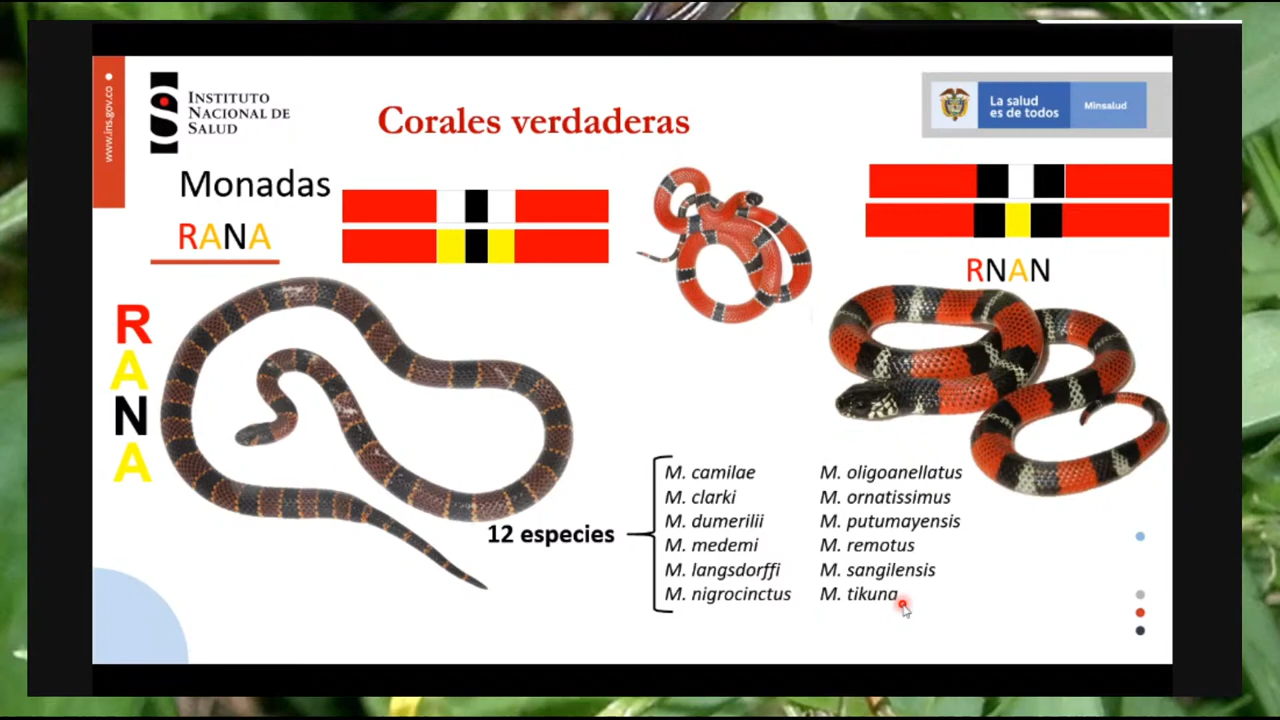 www.ins.gov.co
INSTITUTO
NACIONAL DE
SALUD
Corales verdaderas
La salud
es de todos
Minsalud
Monadas
RANA
RNAN
R
A
N
A
12 especies
M. camilae
M. clarki
M. dumerilii
M. medemi
M. langsdorffi
M. nigrocinctus
M. oligoanellatus
M. ornatissimus
M. putumayensis
M. remotus
M. sangilensis
M. tikuna